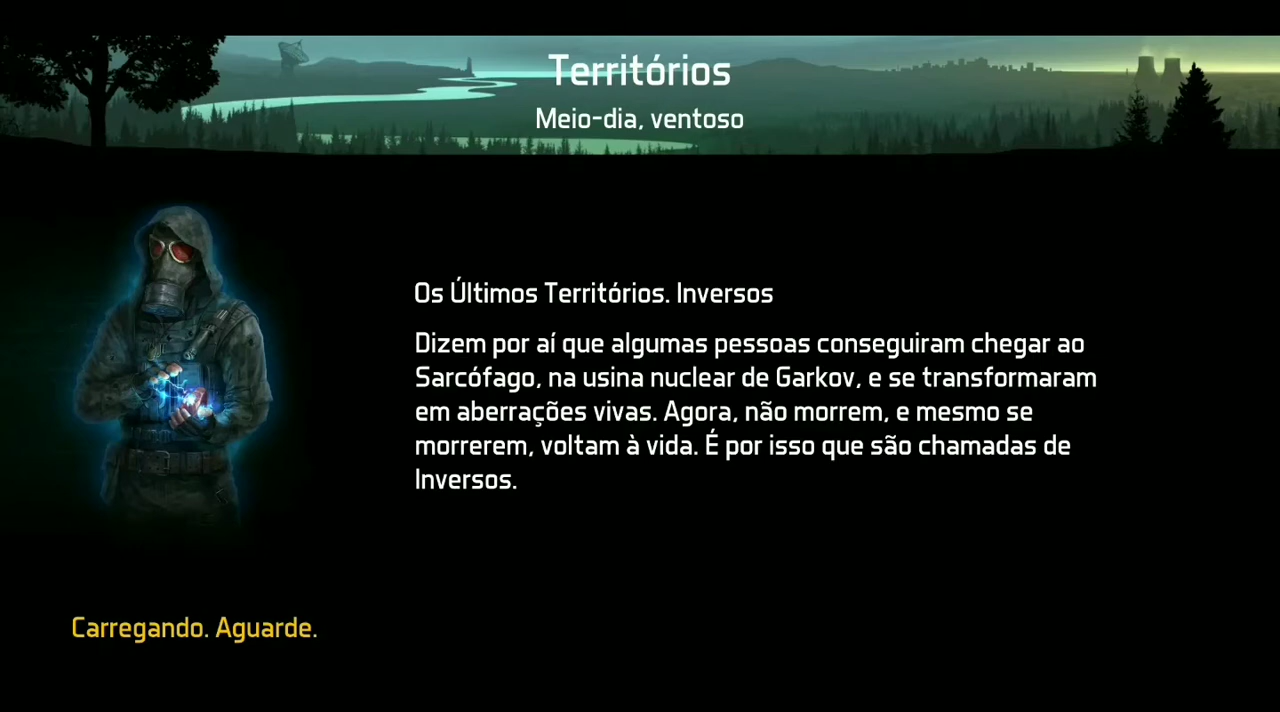 Territórios
Meio-dia, ventoso
Os Últimos Territórios. Inversos
Dizem por aí que algumas pessoas conseguiram chegar ao
Sarcófago, na usina nuclear de Garkov, e se transformaram
em aberrações vivas. Agora, não morrem, e mesmo se
morrerem, voltam à vida. É por isso que são chamadas de
Inversos.
Carregando. Aguarde.